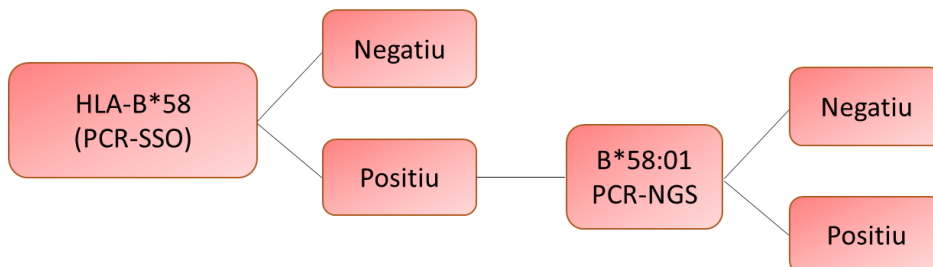 HLA-B*58
(PCR-SSO)
Negatiu
Positiu
B*58:01
PCR-NGS
Negatiu
Positiu